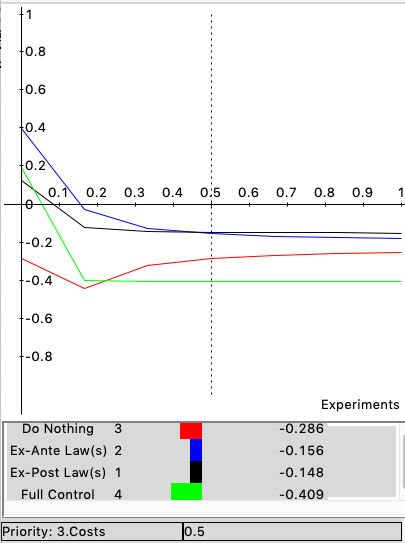 1
0.8
0.6
0.4
0.2
0.1 0.2 0.3 0.4 0.5 0.6 0.7 0.8 0.9 1
0
-0.2
-0.4
-0.6
-0.8
Experiments
Do Nothing 3 -0.286
Ex-Ante Law(s) 2 -0.156
Ex-Post Law(s) 1 -0.148
Full Control 4 -0.409
Priority: 3.Costs 0.5